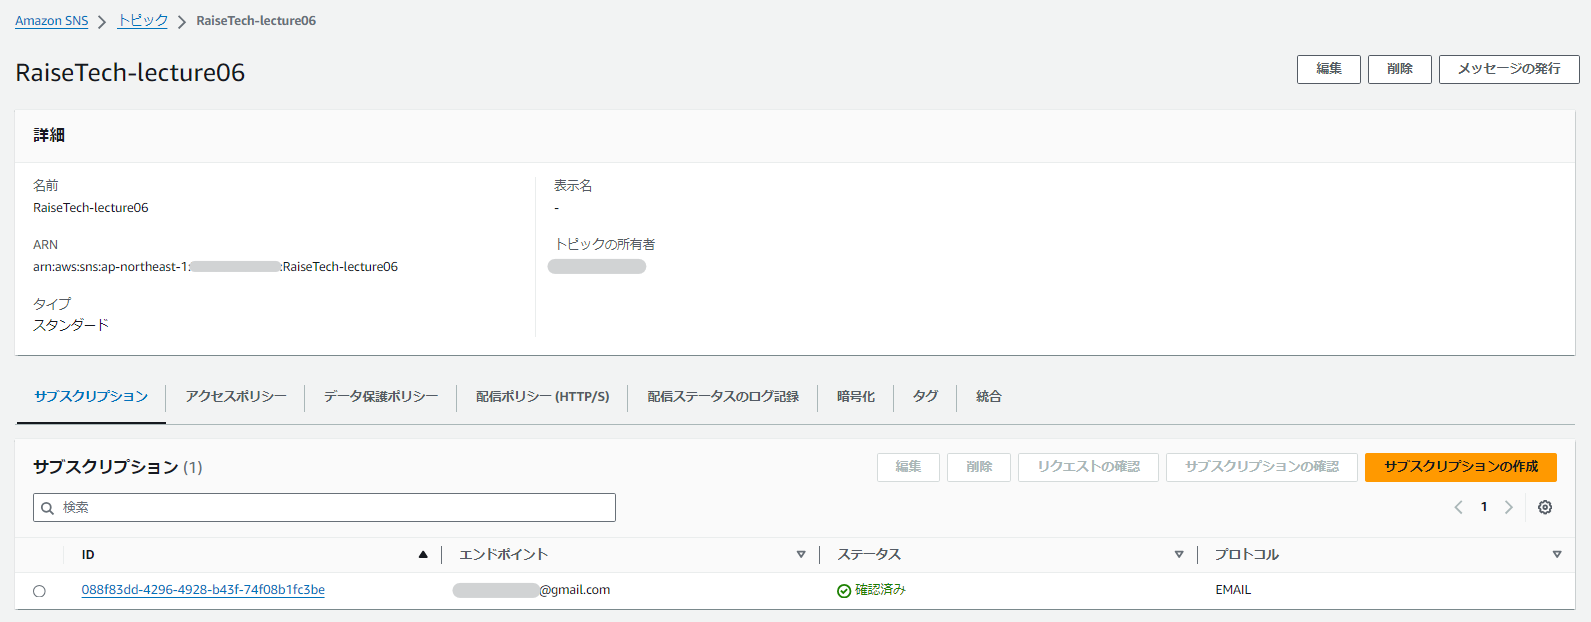 Amazon SNS > トピック > RaiseTech-lecture06
RaiseTech-lecture06
編集 削除 メッセージの発行
詳細
名前
RaiseTech-lecture06
ARN
arn:aws:sns:ap-northeast-1: :RaiseTech-lecture06
タイプ
スタンダード
表示名
-
トピックの所有者
サブスクリプション アクセスポリシー データ保護ポリシー 配信ポリシー (HTTP/S) 配信ステータスのログ記録 暗号化 タグ 統合
サブスクリプション (1)
編集 削除 リクエストの確認 サブスクリプションの確認 サブスクリプションの作成
検索
1
ID エンドポイント ステータス プロトコル
088f83dd-4296-4928-b43f-74f08b1fc3be @gmail.com 確認済み EMAIL